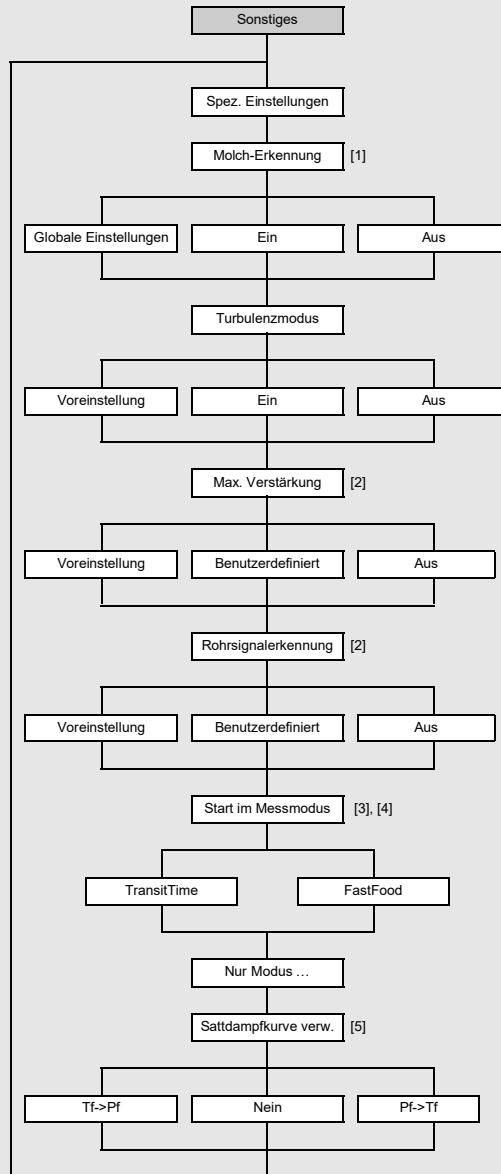 Sonstiges
Spez. Einstellungen
Molch-Erkennung [1]
Globale Einstellungen Ein Aus
Turbulenzmodus
Voreinstellung Ein Aus
Max. Verstärkung [2]
Voreinstellung Benutzerdefiniert Aus
Rohrsignalerkennung [2]
Voreinstellung Benutzerdefiniert Aus
Start im Messmodus [3], [4]
TransitTime FastFood
Nur Modus …
Sattdampfkurve verw. [5]
Tf->Pf Nein Pf->Tf